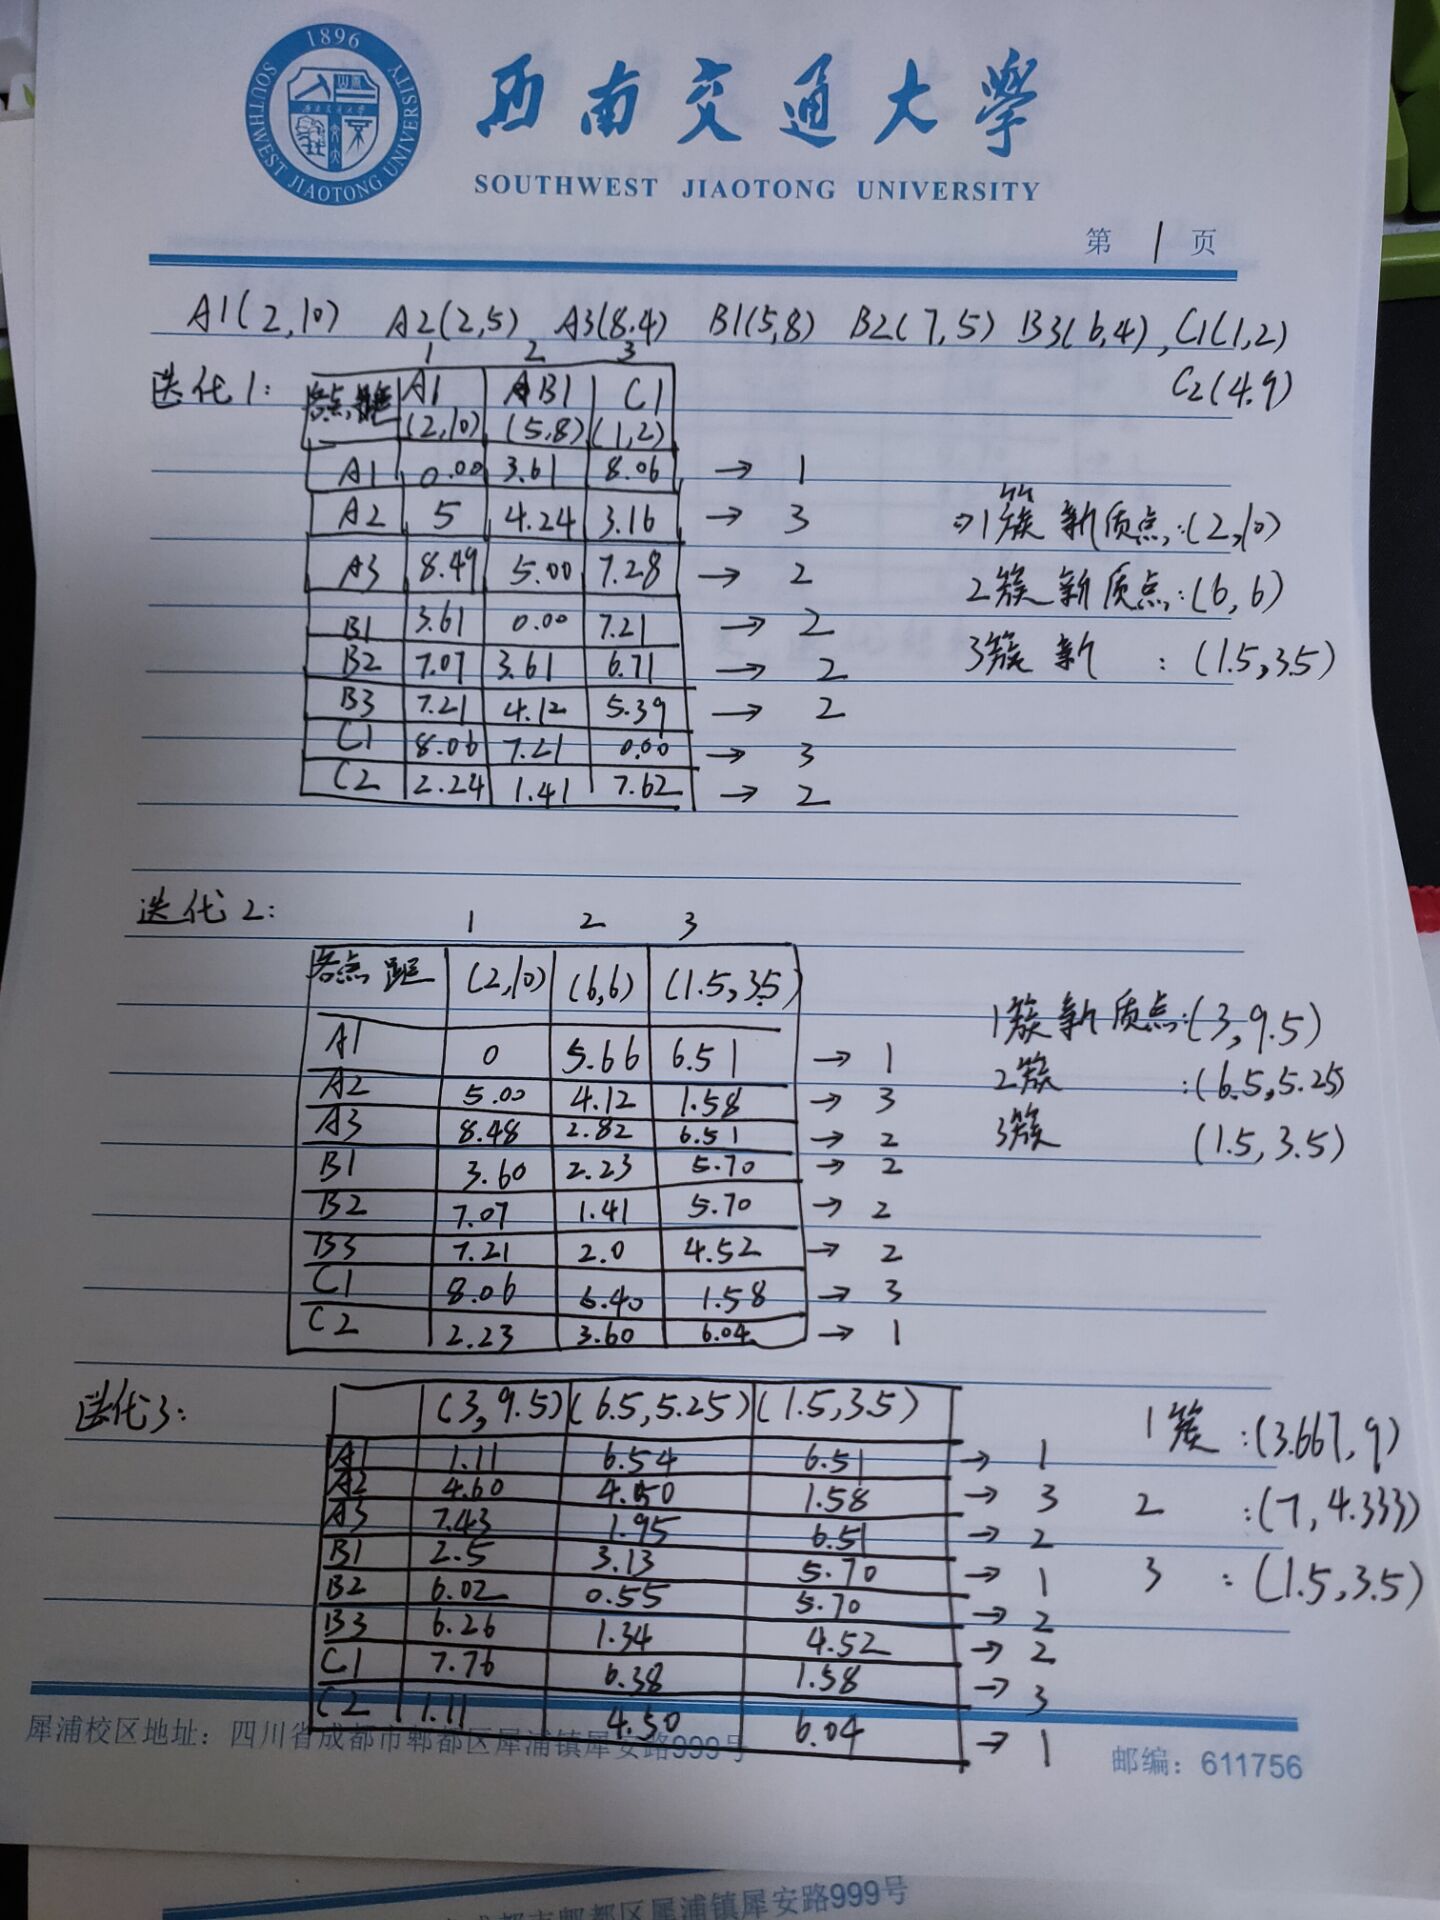 1896
SOUTHWEST JIAOTONG UNIVERSITY
西南交通大學
SOUTHWEST JIAOTONG UNIVERSITY
第 1 页
A1(2,10) A2(2,5) A3(8.4) B1(5,8) B2(7,5) B3(6,4), C1(1,2)
C2(4.9)
迭代1:
1 2 3
各点 A1 B1 C1
(2,10) (5.8) (1,2)
A1 0.00 3.61 8.06 → 1
A2 5 4.24 3.16 → 3
⇒1簇新质点:(2,10)
A3 8.49 5.00 7.28 → 2
2簇新质点:(6,6)
B1 3.61 0.00 7.21 → 2
B2 7.07 3.61 6.71 → 2
3簇新 : (1.5,3.5)
B3 7.21 4.12 5.39 → 2
C1 8.06 7.21 0.00 → 3
C2 2.24 1.41 7.62 → 2
迭代2:
1 2 3
各点 距 (2,10) (6,6) (1.5,3.5)
1簇新质点:(3,9.5)
A1 0 5.66 6.51 → 1
2簇 :(6.5,5.25)
A2 5.00 4.12 1.58 → 3
A3 8.48 2.82 6.51 → 2
3簇 (1.5,3.5)
B1 3.60 2.23 5.70 → 2
B2 7.07 1.41 5.70 → 2
B3 7.21 2.0 4.52 → 2
C1 8.06 6.40 1.58 → 3
C2 2.23 3.60 6.04 → 1
迭代3:
(3,9.5) (6.5,5.25) (1.5,3.5)
1簇:(3.667,9)
A1 1.11 6.54 6.51 → 1
A2 4.60 4.50 1.58 → 3
2 :(7,4.333)
A3 7.43 1.95 6.51 → 2
B1 2.5 3.13 5.70 → 1
3 : (1.5,3.5)
B2 6.02 0.55 5.70 → 2
B3 6.26 1.34 4.52 → 2
C1 7.76 6.38 1.58 → 3
C2 1.11 4.50 6.04 → 1
犀浦校区地址：四川省成都市郫都区犀浦镇犀安路999号
邮编：611756
都区犀浦镇犀安路999号